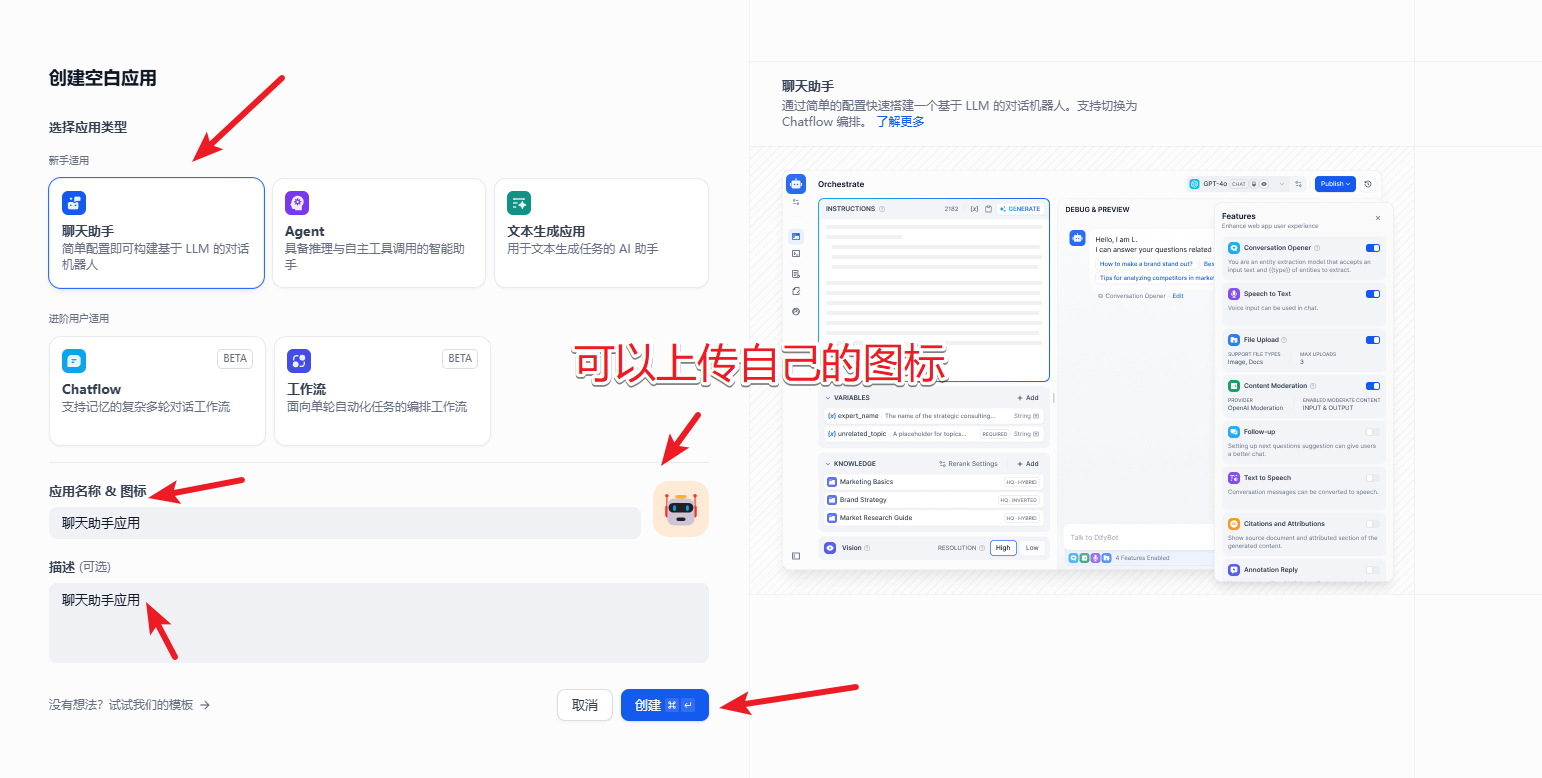 创建空白应用
选择应用类型
新手适用
聊天助手
简单配置即可构建基于 LLM 的对话
机器人
Agent
具备推理与自主工具调用的智能助
手
文本生成应用
用于文本生成任务的 AI 助手
进阶用户适用
BETA
Chatflow
支持记忆的复杂多轮对话工作流
BETA
工作流
面向单轮自动化任务的编排工作流
可以上传自己的图标
应用名称 & 图标
聊天助手应用
描述 (可选)
聊天助手应用
没有想法？试试我们的模板 →
取消
创建 ⌘ ↵
聊天助手
通过简单的配置快速搭建一个基于 LLM 的对话机器人。支持切换为
Chatflow 编排。 了解更多
Orchestrate
GPT-4o CHAT
Publish
INSTRUCTIONS
2182 {x} GENERATE
VARIABLES
+ Add
{x} expert_name · The name of the strategic consulting... String
{x} unrelated_topic · A placeholder for topics... REQUIRED String
KNOWLEDGE
Rerank Settings + Add
Marketing Basics HQ · HYBRID
Brand Strategy HQ · INVERTED
Market Research Guide HQ · HYBRID
Vision
RESOLUTION High Low
DEBUG & PREVIEW
Hello, I am L.
I can answer your questions related
How to make a brand stand out? Bes
Tips for analyzing competitors in market
Conversation Opener · Edit
Talk to DifyBot
4 Features Enabled
Features
Enhance web app user experience
Conversation Opener
You are an entity extraction model that accepts an
input text and {{type}} of entities to extract.
Speech to Text
Voice input can be used in chat.
File Upload
SUPPORT FILE TYPES MAX UPLOADS
Image, Docs 3
Content Moderation
PROVIDER ENABLED MODERATE CONTENT
OpenAI Moderation INPUT & OUTPUT
Follow-up
Setting up next questions suggestion can give users
a better chat.
Text to Speech
Conversation messages can be converted to speech.
Citations and Attributions
Show source document and attributed section of the
generated content.
Annotation Reply